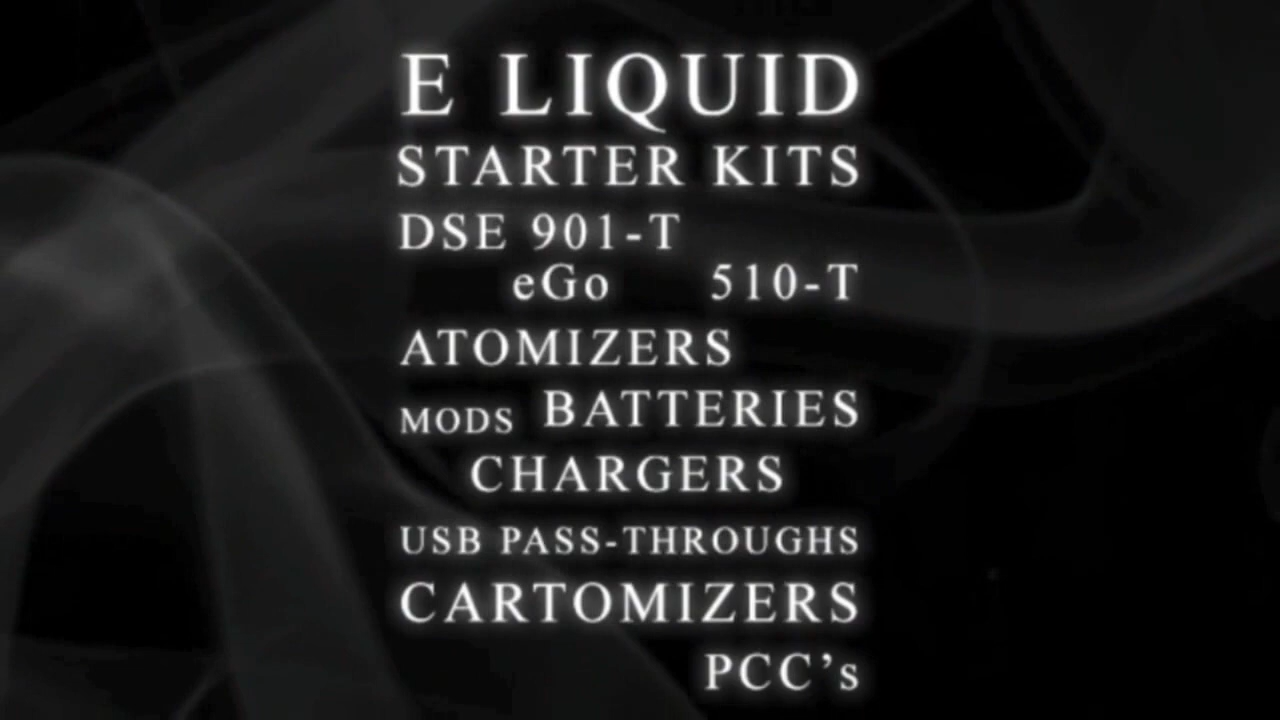 E LIQUID
STARTER KITS
DSE 901-T
eGo 510-T
ATOMIZERS
MODS BATTERIES
CHARGERS
USB PASS-THROUGHS
CARTOMIZERS
PCC’s